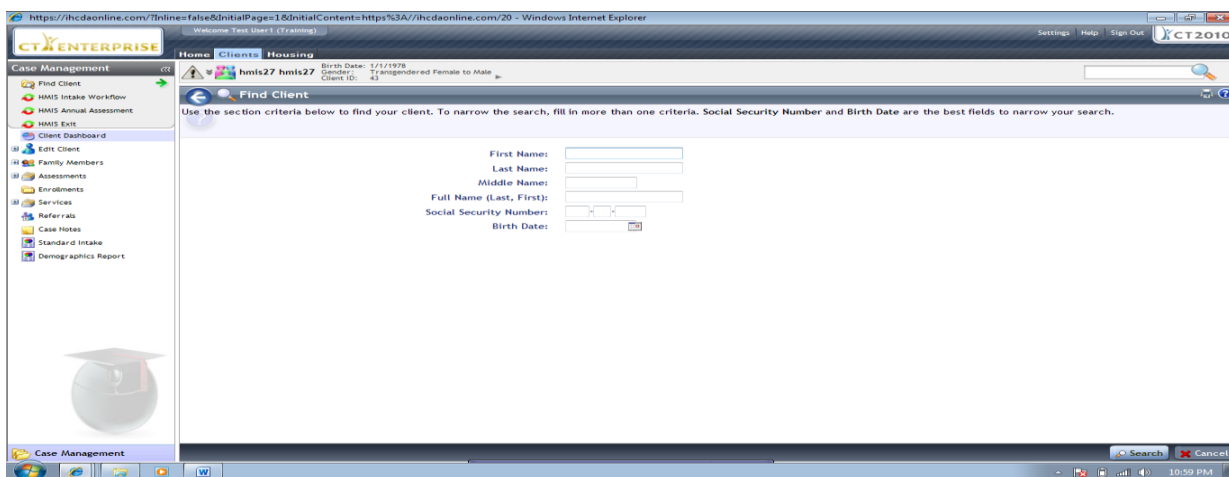 https://ihcdaonline.com/?Inline=false&InitialPage=1&InitialContent=https%3A//ihcdaonline.com/20 - Windows Internet Explorer
CT ENTERPRISE
Welcome Test User1 (Training)
Settings Help Sign Out CT2010
Home Clients Housing
Case Management
hmis27 hmis27
Birth Date: 1/1/1978
Gender: Transgendered Female to Male
Client ID: 43
Find Client
HMIS Intake Workflow
HMIS Annual Assessment
HMIS Exit
Client Dashboard
Edit Client
Family Members
Assessments
Enrollments
Services
Referrals
Case Notes
Standard Intake
Demographics Report
Find Client
Use the section criteria below to find your client. To narrow the search, fill in more than one criteria. Social Security Number and Birth Date are the best fields to narrow your search.
First Name:
Last Name:
Middle Name:
Full Name (Last, First):
Social Security Number: - -
Birth Date:
Case Management
Search Cancel
10:59 PM